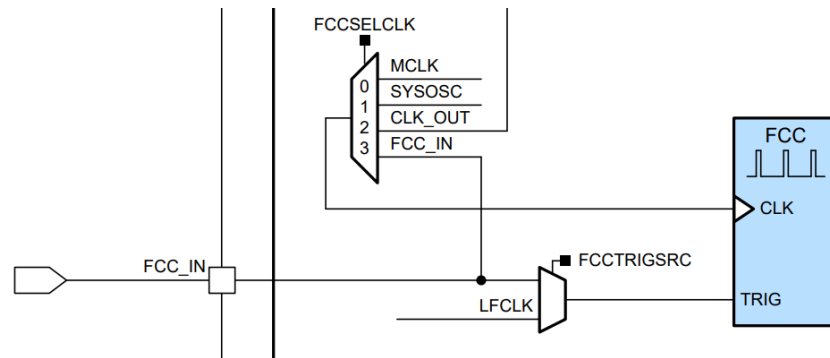 FCCSELCLK
0 MCLK
1 SYSOSC
2 CLK_OUT
3 FCC_IN
FCC
CLK
FCC_IN
FCCTRIGSRC
LFCLK
TRIG